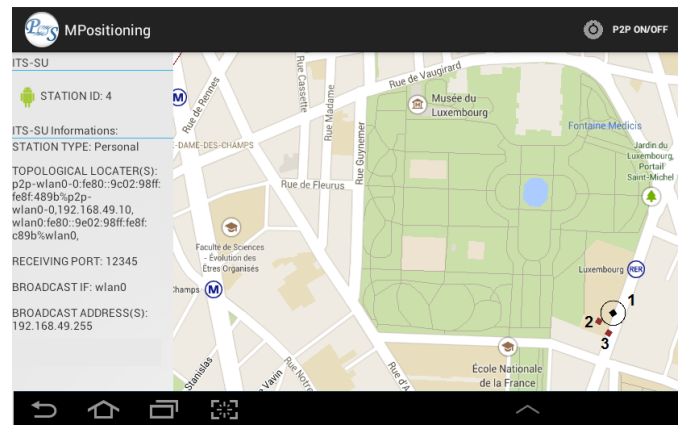 MPositioning
P2P ON/OFF
ITS-SU
STATION ID: 4
ITS-SU Informations:
STATION TYPE: Personal
TOPOLOGICAL LOCATER(S):
p2p-wlan0-0:fe80::9c02:98ff:
fe8f:489b%p2p-
wlan0-0,192.168.49.10,
wlan0:fe80::9e02:98ff:fe8f:
c89b%wlan0,
RECEIVING PORT: 12345
BROADCAST IF: wlan0
BROADCAST ADDRESS(S):
192.168.49.255
M
Rue de Rennes
Rue Cassette
Rue Madame
Rue de Vaugirard
Musée du
Luxembourg
Fontaine Médicis
Jardin du
Luxembourg,
Portail
Saint-Michel
-DAME-DES-CHAMPS
Rue Guynemer
Rue de Fleurus
Faculté de Sciences
- Évolution des
Êtres Organisés
Luxembourg
RER
Champs
M
1
2
3
Stanislas
Vavin
Rue Notre
Rue d'A
École Nationale
de la France